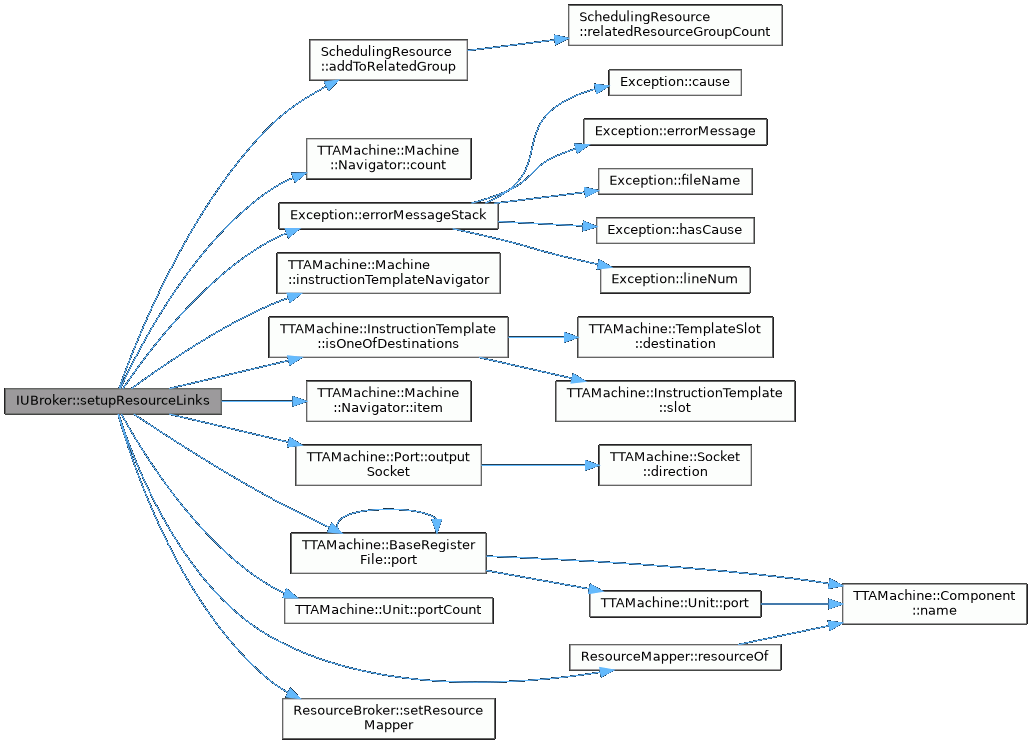 SchedulingResource
::relatedResourceGroupCount
SchedulingResource
::addToRelatedGroup
Exception::cause
Exception::errorMessage
TTAMachine::Machine
::Navigator::count
Exception::fileName
Exception::errorMessageStack
Exception::hasCause
TTAMachine::Machine
::instructionTemplateNavigator
Exception::lineNum
TTAMachine::InstructionTemplate
::isOneOfDestinations
TTAMachine::TemplateSlot
::destination
IUBroker::setupResourceLinks
TTAMachine::Machine
::Navigator::item
TTAMachine::InstructionTemplate
::slot
TTAMachine::Port::output
Socket
TTAMachine::Socket
::direction
TTAMachine::BaseRegister
File::port
TTAMachine::Unit::portCount
TTAMachine::Unit::port
TTAMachine::Component
::name
ResourceMapper::resourceOf
ResourceBroker::setResource
Mapper